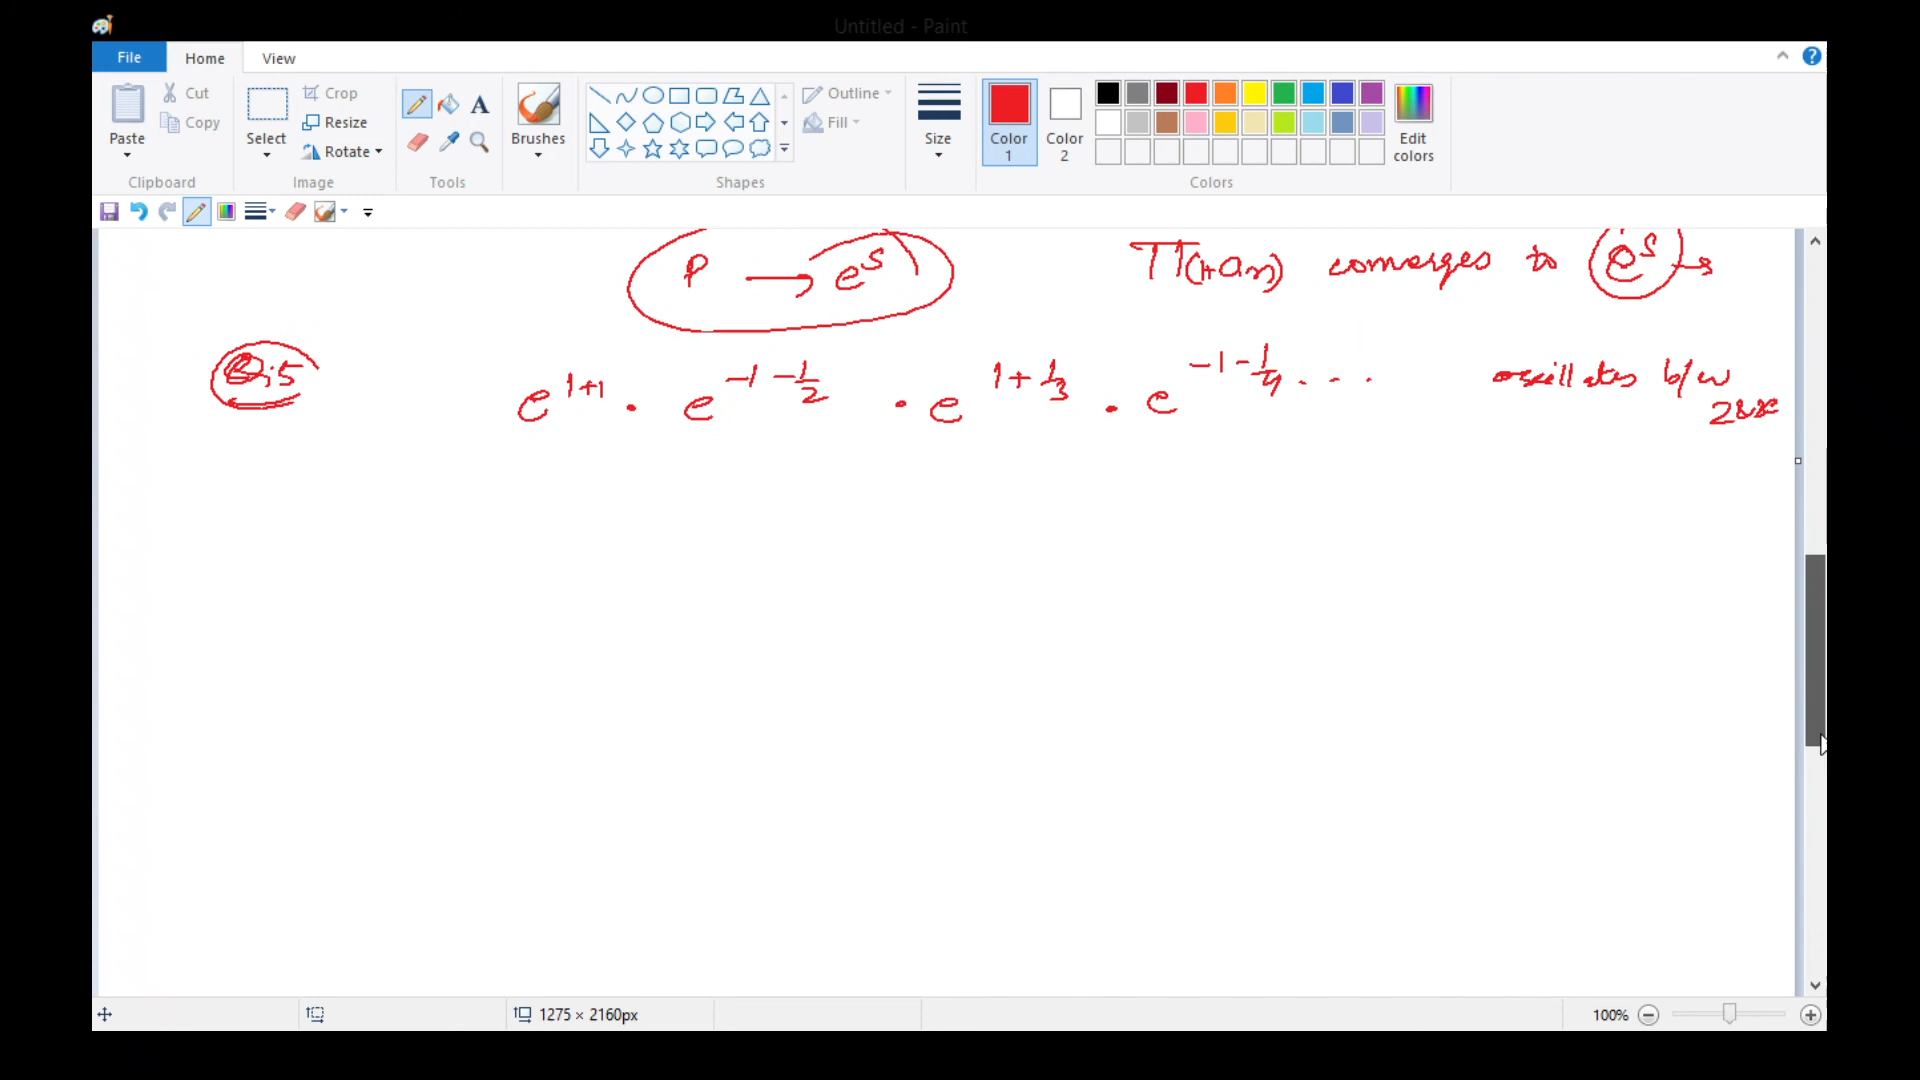 Untitled - Paint
File Home View
Paste Cut Copy
Clipboard
Select Crop Resize Rotate
Image
Tools
Brushes
Outline Fill
Shapes
Size
Color 1 Color 2
Edit colors
Colors
P → e^S
Π(1+an) converges to e^S
e^{1+1} . e^{-1-1/2} . e^{1+1/3} . e^{-1-1/4} . . . oscillates b/w
2 &
1275 × 2160px 100%